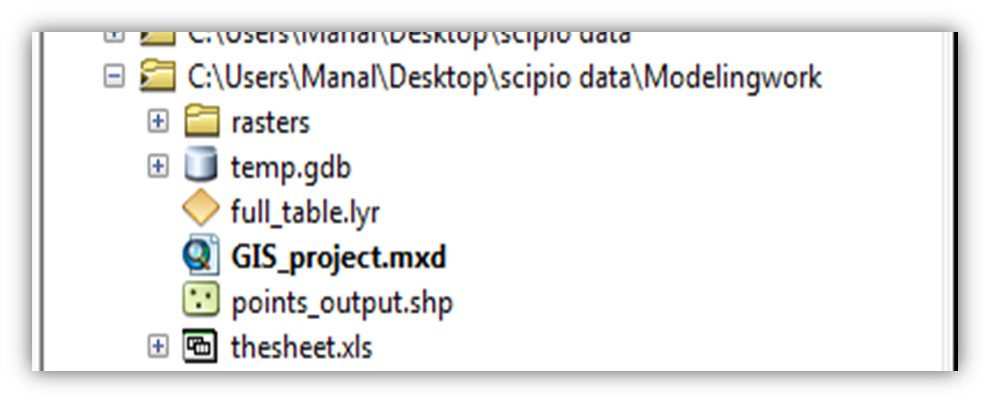 C:\Users\Manal\Desktop\scipio data
C:\Users\Manal\Desktop\scipio data\Modelingwork
rasters
temp.gdb
full_table.lyr
GIS_project.mxd
points_output.shp
thesheet.xls